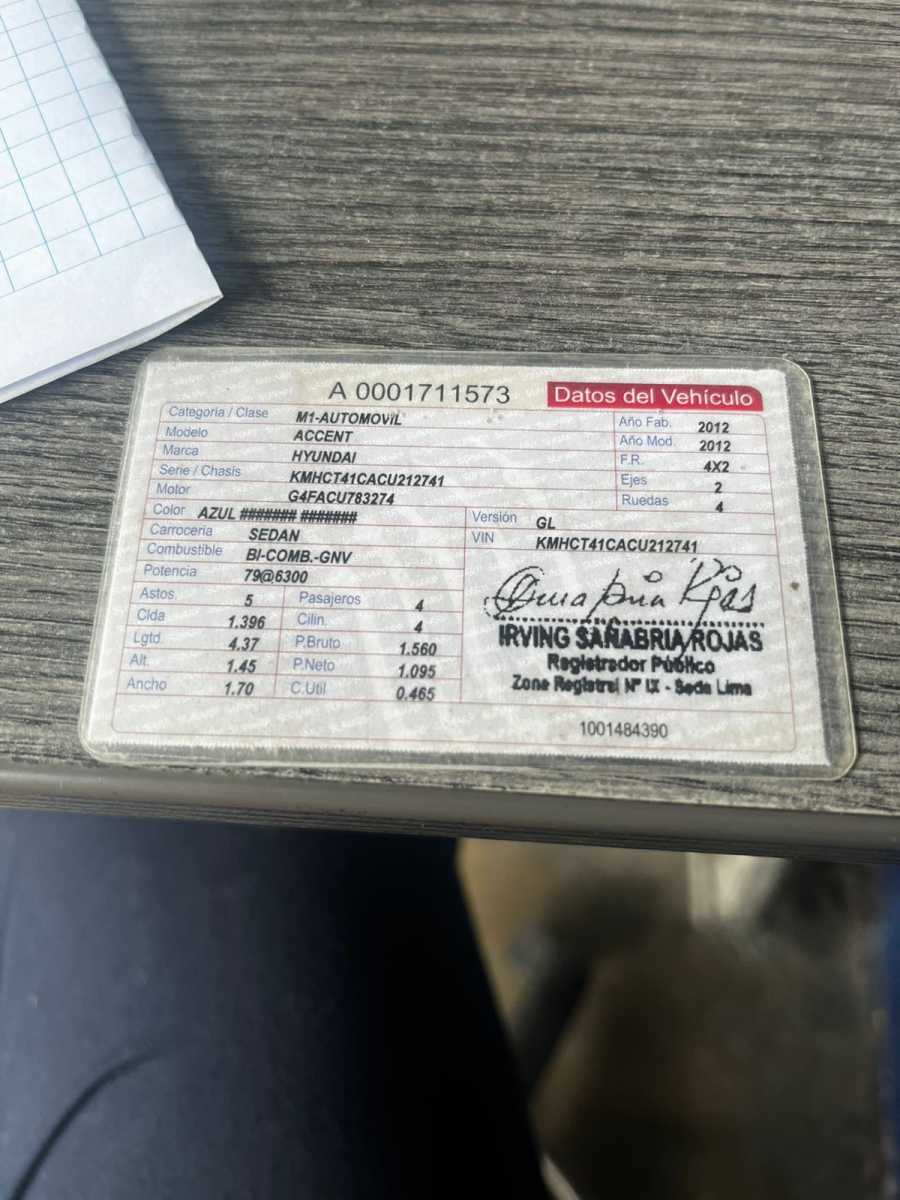 A 0001711573 Datos del Vehículo
Categoria / Clase M1-AUTOMOVIL Año Fab. 2012
Modelo ACCENT Año Mod. 2012
Marca HYUNDAI F.R. 4X2
Serie / Chasis KMHCT41CACU212741 Ejes 2
Motor G4FACU783274 Ruedas 4
Color AZUL ####### ####### Versión GL
Carrocería SEDAN VIN KMHCT41CACU212741
Combustible BI-COMB.-GNV
Potencia 79@6300
Astos. 5 Pasajeros 4
Clda 1.396 Cilin. 4
Lgtd. 4.37 P.Bruto 1.560
Alt. 1.45 P.Neto 1.095
Ancho 1.70 C.Util 0.465
IRVING SAÑABRIA ROJAS
Registrador Público
Zona Registral Nº IX - Sede Lima
1001484390